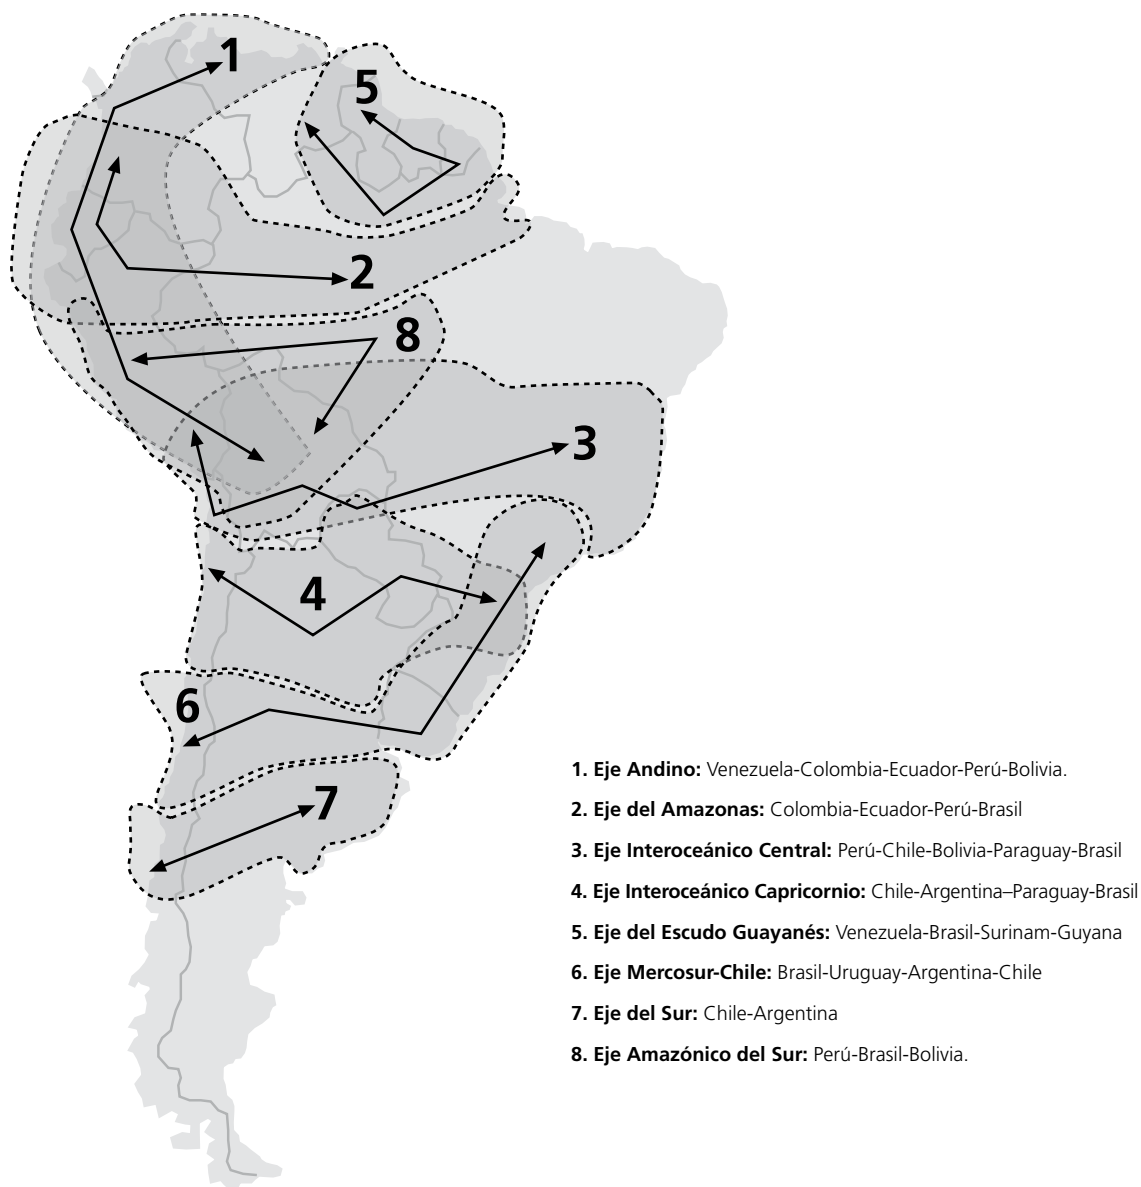 1
5
2
8
3
4
6
7
1. Eje Andino: Venezuela-Colombia-Ecuador-Perú-Bolivia.
2. Eje del Amazonas: Colombia-Ecuador-Perú-Brasil
3. Eje Interoceánico Central: Perú-Chile-Bolivia-Paraguay-Brasil
4. Eje Interoceánico Capricornio: Chile-Argentina–Paraguay-Brasil
5. Eje del Escudo Guayanés: Venezuela-Brasil-Surinam-Guyana
6. Eje Mercosur-Chile: Brasil-Uruguay-Argentina-Chile
7. Eje del Sur: Chile-Argentina
8. Eje Amazónico del Sur: Perú-Brasil-Bolivia.